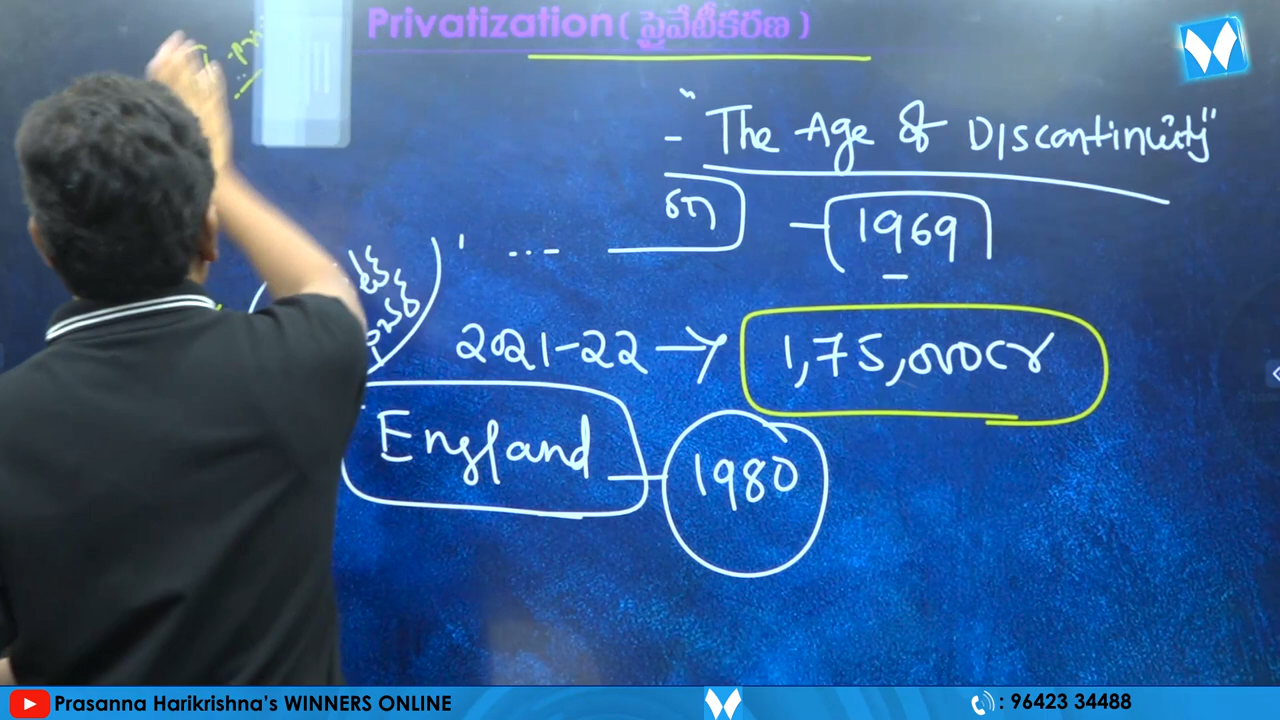 Privatization ( ప్రైవేటీకరణ )
- "The Age of Discontinuity"
1969
2021-22 → 1,75,000cr
England - 1980
Prasanna Harikrishna's WINNERS ONLINE
: 96423 34488